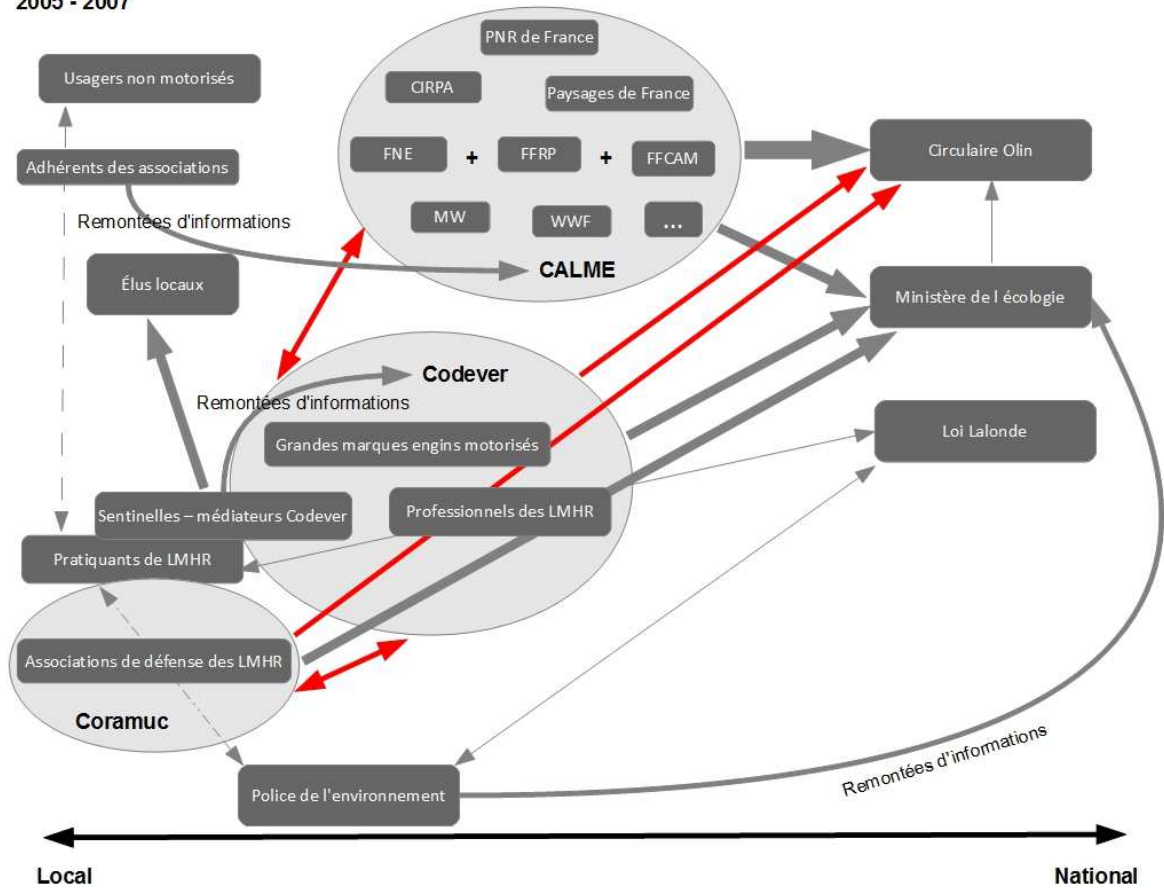 2005 - 2007
PNR de France
Usagers non motorisés
CIRPA
Paysages de France
Adhérents des associations
FNE
+
FFRP
+
FFCAM
Circulaire Olin
Remontées d'informations
MW
WWF
...
CALME
Élus locaux
Ministère de l écologie
Codever
Remontées d'informations
Grandes marques engins motorisés
Loi Lalonde
Sentinelles – médiateurs Codever
Professionnels des LMHR
Pratiquants de LMHR
Associations de défense des LMHR
Coramuc
Police de l'environnement
Remontées d'informations
Local
National